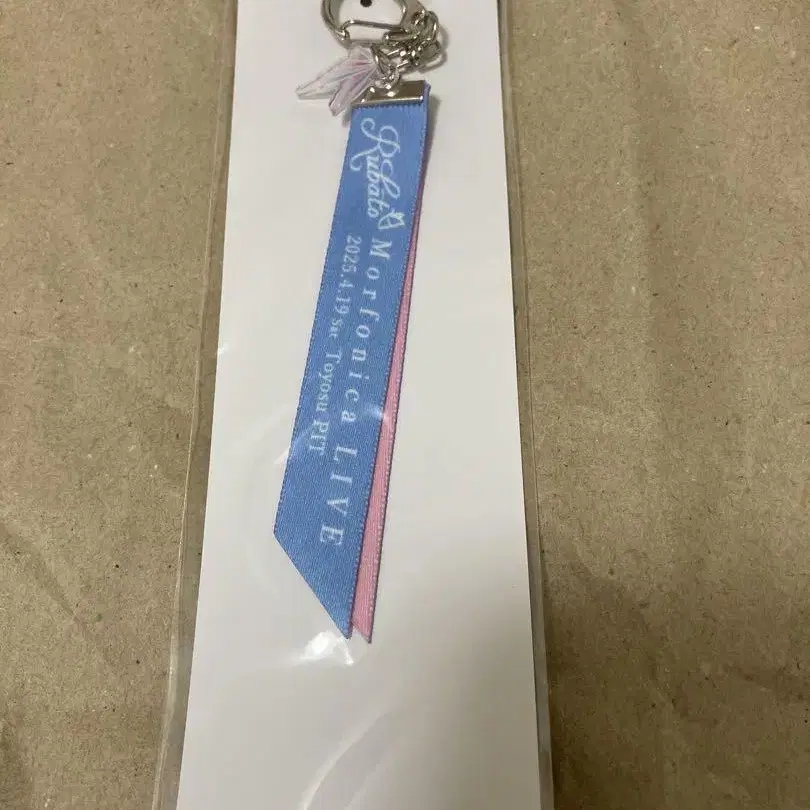 Rubato
Morfonica LIVE
2025.4.19 Sat Toyosu PIT